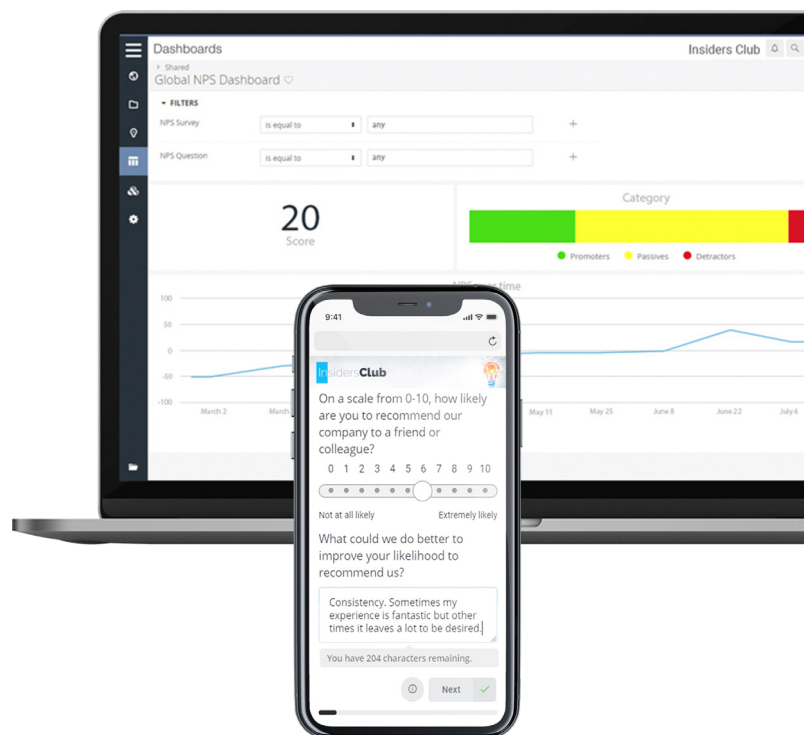 Dashboards
Insiders Club
Shared
Global NPS Dashboard
FILTERS
NPS Survey
is equal to
any
+
NPS Question
is equal to
any
+
20
Score
Category
Promoters
Passives
Detractors
time
100
50
0
-50
-100
March 2
May 11
May 25
June 8
June 22
July 6
9:41
InsidersClub
On a scale from 0-10, how likely
are you to recommend our
company to a friend or
colleague?
0 1 2 3 4 5 6 7 8 9 10
Not at all likely
Extremely likely
What could we do better to
improve your likelihood to
recommend us?
Consistency. Sometimes my
experience is fantastic but other
times it leaves a lot to be desired.
You have 204 characters remaining.
Next